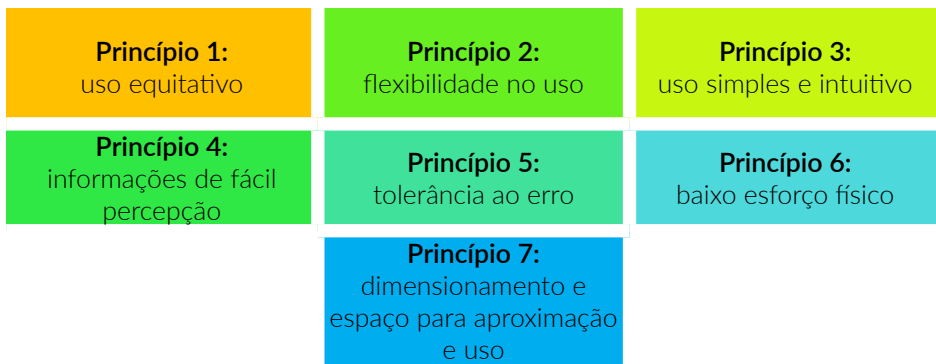 Princípio 1:
uso equitativo
Princípio 2:
flexibilidade no uso
Princípio 3:
uso simples e intuitivo
Princípio 4:
informações de fácil
percepção
Princípio 5:
tolerância ao erro
Princípio 6:
baixo esforço físico
Princípio 7:
dimensionamento e
espaço para aproximação
e uso